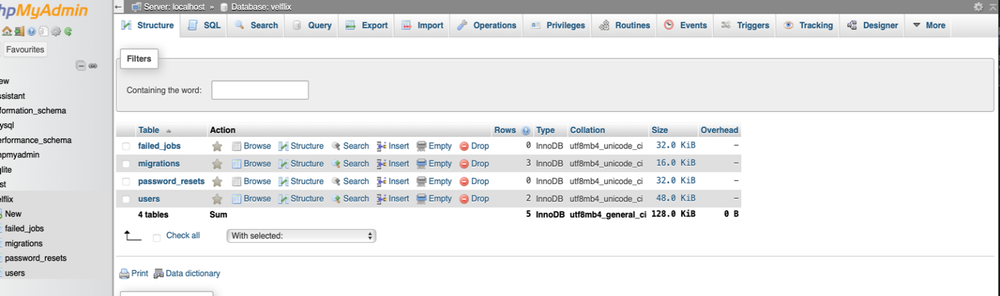 hpMyAdmin
Server: localhost » Database: velflix
Structure SQL Search Query Export Import Operations Privileges Routines Events Triggers Tracking Designer More
Favourites
ew
ssistant
formation_schema
ysql
erformance_schema
hpmyadmin
qlite
st
elflix
New
failed_jobs
migrations
password_resets
users
Filters
Containing the word:
Table Action Rows Type Collation Size Overhead
failed_jobs Browse Structure Search Insert Empty Drop 0 InnoDB utf8mb4_unicode_ci 32.0 KiB –
migrations Browse Structure Search Insert Empty Drop 3 InnoDB utf8mb4_unicode_ci 16.0 KiB –
password_resets Browse Structure Search Insert Empty Drop 0 InnoDB utf8mb4_unicode_ci 32.0 KiB –
users Browse Structure Search Insert Empty Drop 2 InnoDB utf8mb4_unicode_ci 48.0 KiB –
4 tables Sum 5 InnoDB utf8mb4_general_ci 128.0 KiB 0 B
Check all With selected:
Print Data dictionary